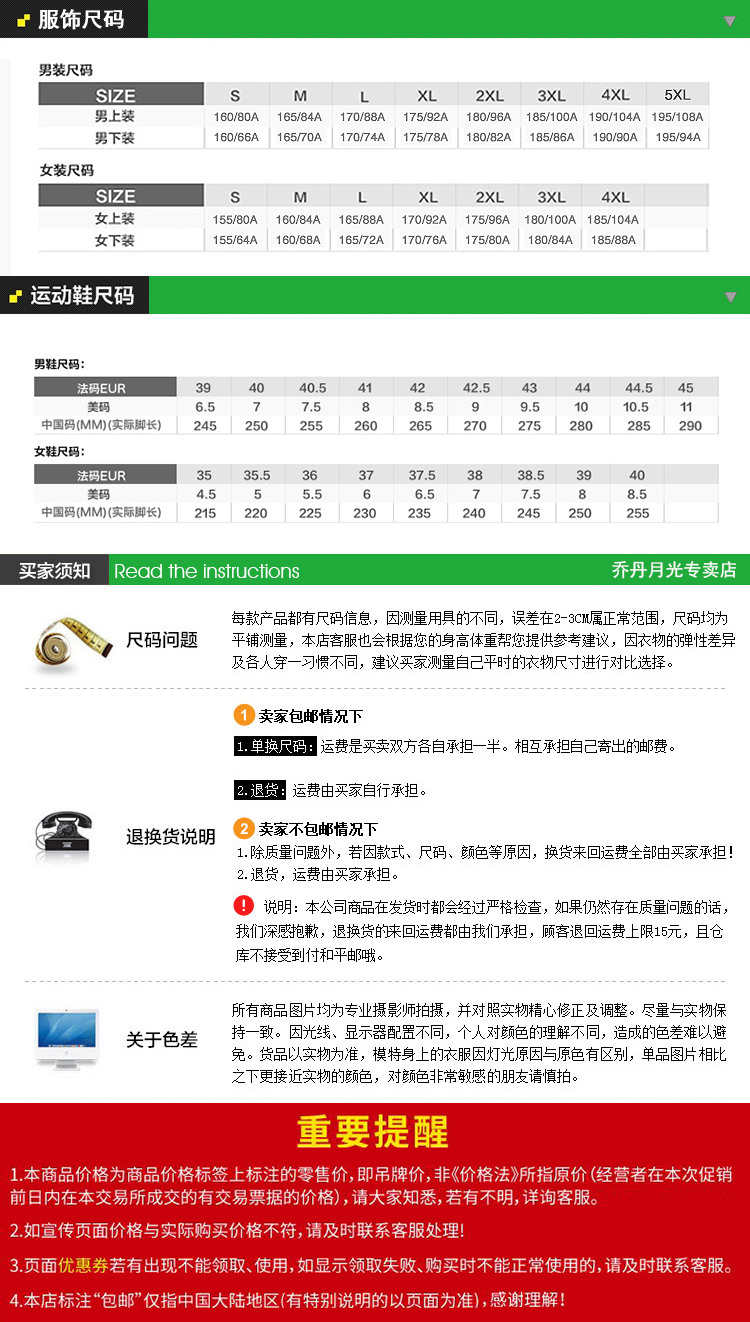 服饰尺码
男装尺码
SIZE S M L XL 2XL 3XL 4XL 5XL
男上装 160/80A 165/84A 170/88A 175/92A 180/96A 185/100A 190/104A 195/108A
男下装 160/66A 165/70A 170/74A 175/78A 180/82A 185/86A 190/90A 195/94A
女装尺码
SIZE S M L XL 2XL 3XL 4XL
女上装 155/80A 160/84A 165/88A 170/92A 175/96A 180/100A 185/104A
女下装 155/64A 160/68A 165/72A 170/76A 175/80A 180/84A 185/88A
运动鞋尺码
男鞋尺码:
法码EUR 39 40 40.5 41 42 42.5 43 44 44.5 45
美码 6.5 7 7.5 8 8.5 9 9.5 10 10.5 11
中国码(MM)(实际脚长) 245 250 255 260 265 270 275 280 285 290
女鞋尺码:
法码EUR 35 35.5 36 37 37.5 38 38.5 39 40
美码 4.5 5 5.5 6 6.5 7 7.5 8 8.5
中国码(MM)(实际脚长) 215 220 225 230 235 240 245 250 255
买家须知 Read the instructions 乔丹月光专卖店
尺码问题
每款产品都有尺码信息，因测量用具的不同，误差在2-3CM属正常范围，尺码均为
平铺测量，本店客服也会根据您的身高体重帮您提供参考建议，因衣物的弹性差异
及各人穿一习惯不同，建议买家测量自己平时的衣物尺寸进行对比选择。
退换货说明
1 卖家包邮情况下
1.单换尺码：运费是买卖双方各自承担一半。相互承担自己寄出的邮费。
2.退货：运费由买家自行承担。
2 卖家不包邮情况下
1.除质量问题外，若因款式、尺码、颜色等原因，换货来回运费全部由买家承担！
2.退货，运费由买家承担。
! 说明：本公司商品在发货时都会经过严格检查，如果仍然存在质量问题的话，
我们深感抱歉，退换货的来回运费都由我们承担，顾客退回运费上限15元，且仓
库不接受到付和平邮哦。
关于色差
所有商品图片均为专业摄影师拍摄，并对照实物精心修正及调整。尽量与实物保
持一致。因光线、显示器配置不同，个人对颜色的理解不同，造成的色差难以避
免。货品以实物为准，模特身上的衣服因灯光原因与原色有区别，单品图片相比
之下更接近实物的颜色，对颜色非常敏感的朋友请慎拍。
重要提醒
1.本商品价格为商品价格标签上标注的零售价，即吊牌价，非《价格法》所指原价（经营者在本次促销
前日内在本交易所成交的有交易票据的价格），请大家知悉，若有不明，详询客服。
2.如宣传页面价格与实际购买价格不符，请及时联系客服处理!
3.页面优惠券若有出现不能领取、使用，如显示领取失败、购买时不能正常使用的，请及时联系客服。
4.本店标注“包邮”仅指中国大陆地区(有特别说明的以页面为准)，感谢理解!